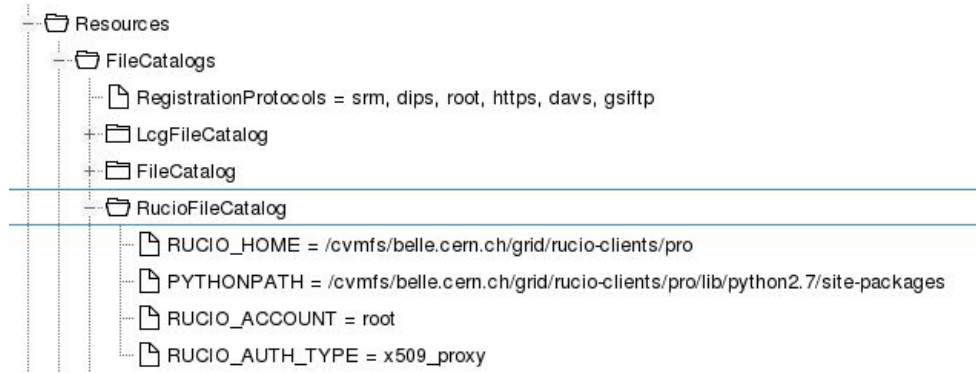 Resources
FileCatalogs
RegistrationProtocols = srm, dips, root, https, davs, gsiftp
LcgFileCatalog
FileCatalog
RucioFileCatalog
RUCIO_HOME = /cvmfs/belle.cern.ch/grid/rucio-clients/pro
PYTHONPATH = /cvmfs/belle.cern.ch/grid/rucio-clients/pro/lib/python2.7/site-packages
RUCIO_ACCOUNT = root
RUCIO_AUTH_TYPE = x509_proxy